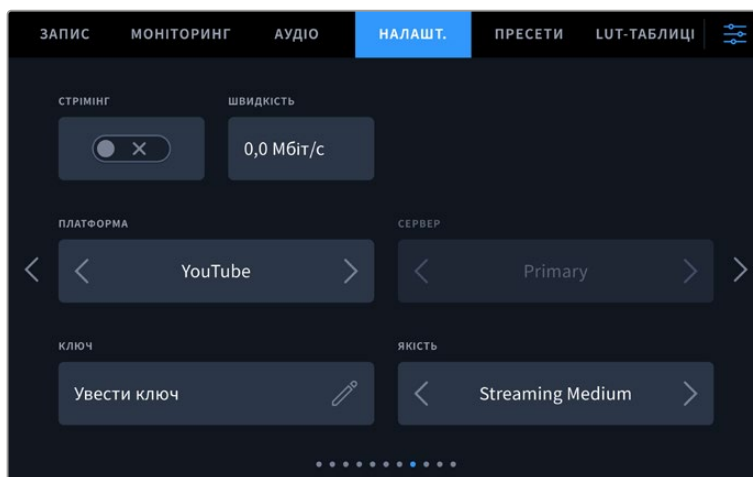 ЗАПИС МОНІТОРИНГ АУДІО НАЛАШТ. ПРЕСЕТИ LUT-ТАБЛИЦІ
СТРІМІНГ ШВИДКІСТЬ
0,0 Мбіт/с
ПЛАТФОРМА СЕРВЕР
YouTube Primary
КЛЮЧ ЯКІСТЬ
Увести ключ Streaming Medium